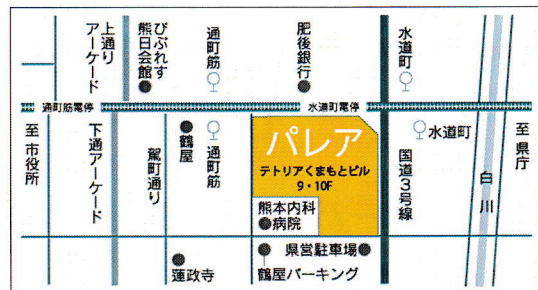 上通り
アーケード
びぷれす
熊日会館
通町筋
肥後銀行
水道町
通町筋電停
水道町電停
至市役所
下通アーケード
駕町通り
鶴屋
通町筋
パレア
テトリアくまもとビル
9・10F
熊本内科
病院
国道3号線
水道町
白川
至県庁
蓮政寺
県営駐車場
鶴屋パーキング